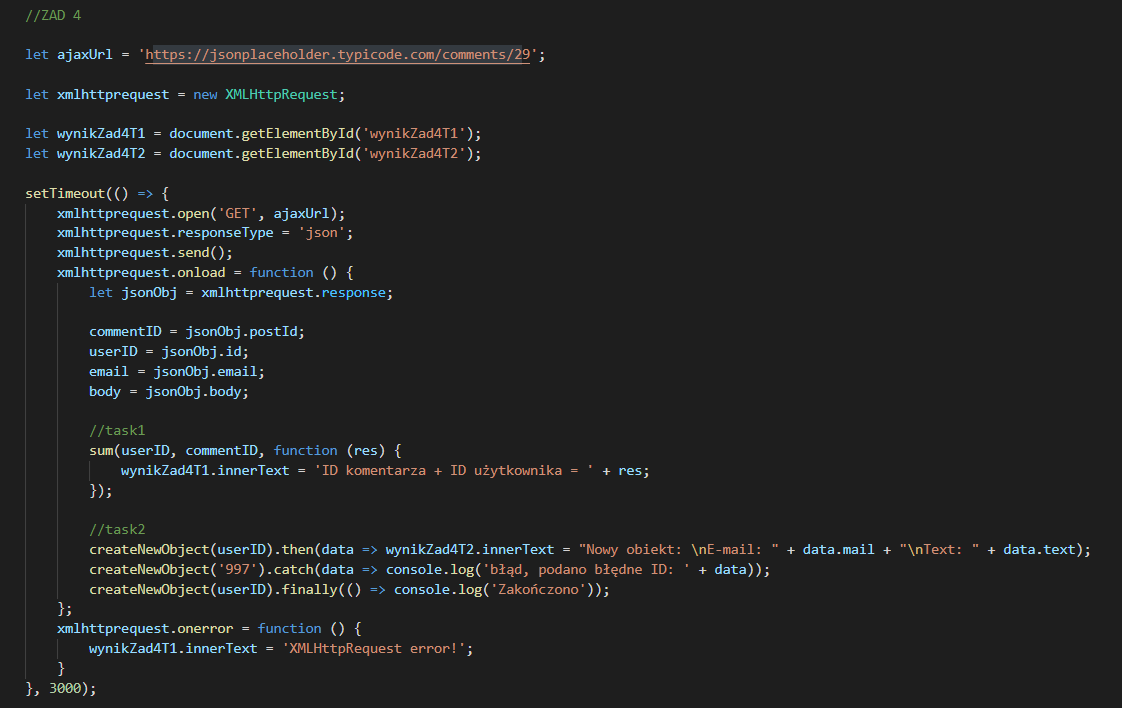 //ZAD 4
let ajaxUrl = 'https://jsonplaceholder.typicode.com/comments/29';
let xmlhttprequest = new XMLHttpRequest;
let wynikZad4T1 = document.getElementById('wynikZad4T1');
let wynikZad4T2 = document.getElementById('wynikZad4T2');
setTimeout(() => {
    xmlhttprequest.open('GET', ajaxUrl);
    xmlhttprequest.responseType = 'json';
    xmlhttprequest.send();
    xmlhttprequest.onload = function () {
        let jsonObj = xmlhttprequest.response;
        commentID = jsonObj.postId;
        userID = jsonObj.id;
        email = jsonObj.email;
        body = jsonObj.body;
        //task1
        sum(userID, commentID, function (res) {
            wynikZad4T1.innerText = 'ID komentarza + ID użytkownika = ' + res;
        });
        //task2
        createNewObject(userID).then(data => wynikZad4T2.innerText = "Nowy obiekt: \nE-mail: " + data.mail + "\nText: " + data.text);
        createNewObject('997').catch(data => console.log('błąd, podano błędne ID: ' + data));
        createNewObject(userID).finally(() => console.log('Zakończono'));
    };
    xmlhttprequest.onerror = function () {
        wynikZad4T1.innerText = 'XMLHttpRequest error!';
    }
}, 3000);